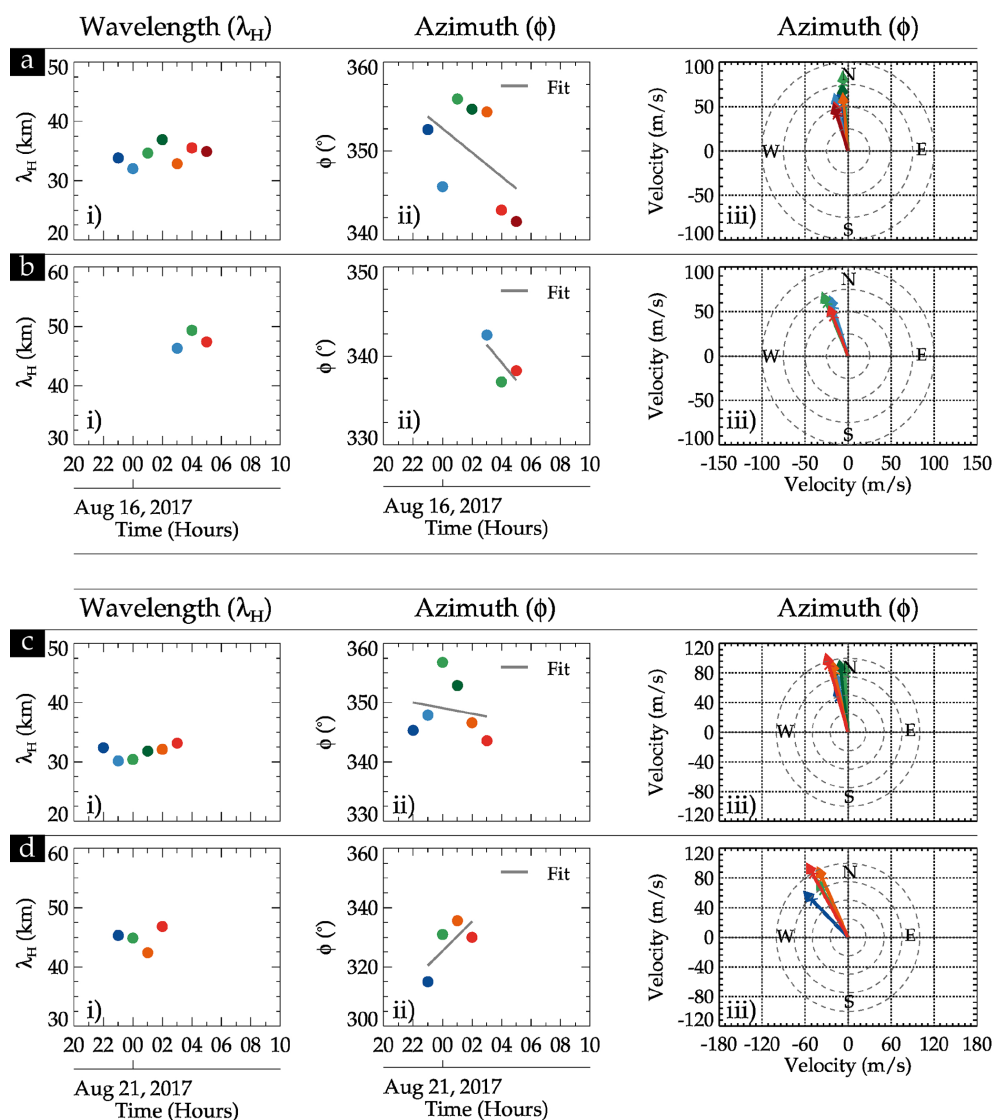 Wavelength (λH) Azimuth (ϕ) Azimuth (ϕ)
a
50
40
30
20
λH (km)
i)
360
350
340
ϕ (°)
Fit
ii)
100
50
0
-50
-100
Velocity (m/s)
N
W E
S
iii)
b
60
50
40
30
λH (km)
i)
20 22 00 02 04 06 08 10
Aug 16, 2017
Time (Hours)
350
340
330
ϕ (°)
Fit
ii)
20 22 00 02 04 06 08 10
Aug 16, 2017
Time (Hours)
100
50
0
-50
-100
Velocity (m/s)
N
W E
S
iii)
-150 -100 -50 0 50 100 150
Velocity (m/s)
Wavelength (λH) Azimuth (ϕ) Azimuth (ϕ)
c
50
40
30
20
λH (km)
i)
360
350
340
330
ϕ (°)
Fit
ii)
120
80
40
0
-40
-80
-120
Velocity (m/s)
N
W E
S
iii)
d
60
50
40
30
λH (km)
i)
20 22 00 02 04 06 08 10
Aug 21, 2017
Time (Hours)
360
340
320
300
ϕ (°)
Fit
ii)
20 22 00 02 04 06 08 10
Aug 21, 2017
Time (Hours)
120
80
40
0
-40
-80
-120
Velocity (m/s)
N
W E
S
iii)
-180 -120 -60 0 60 120 180
Velocity (m/s)